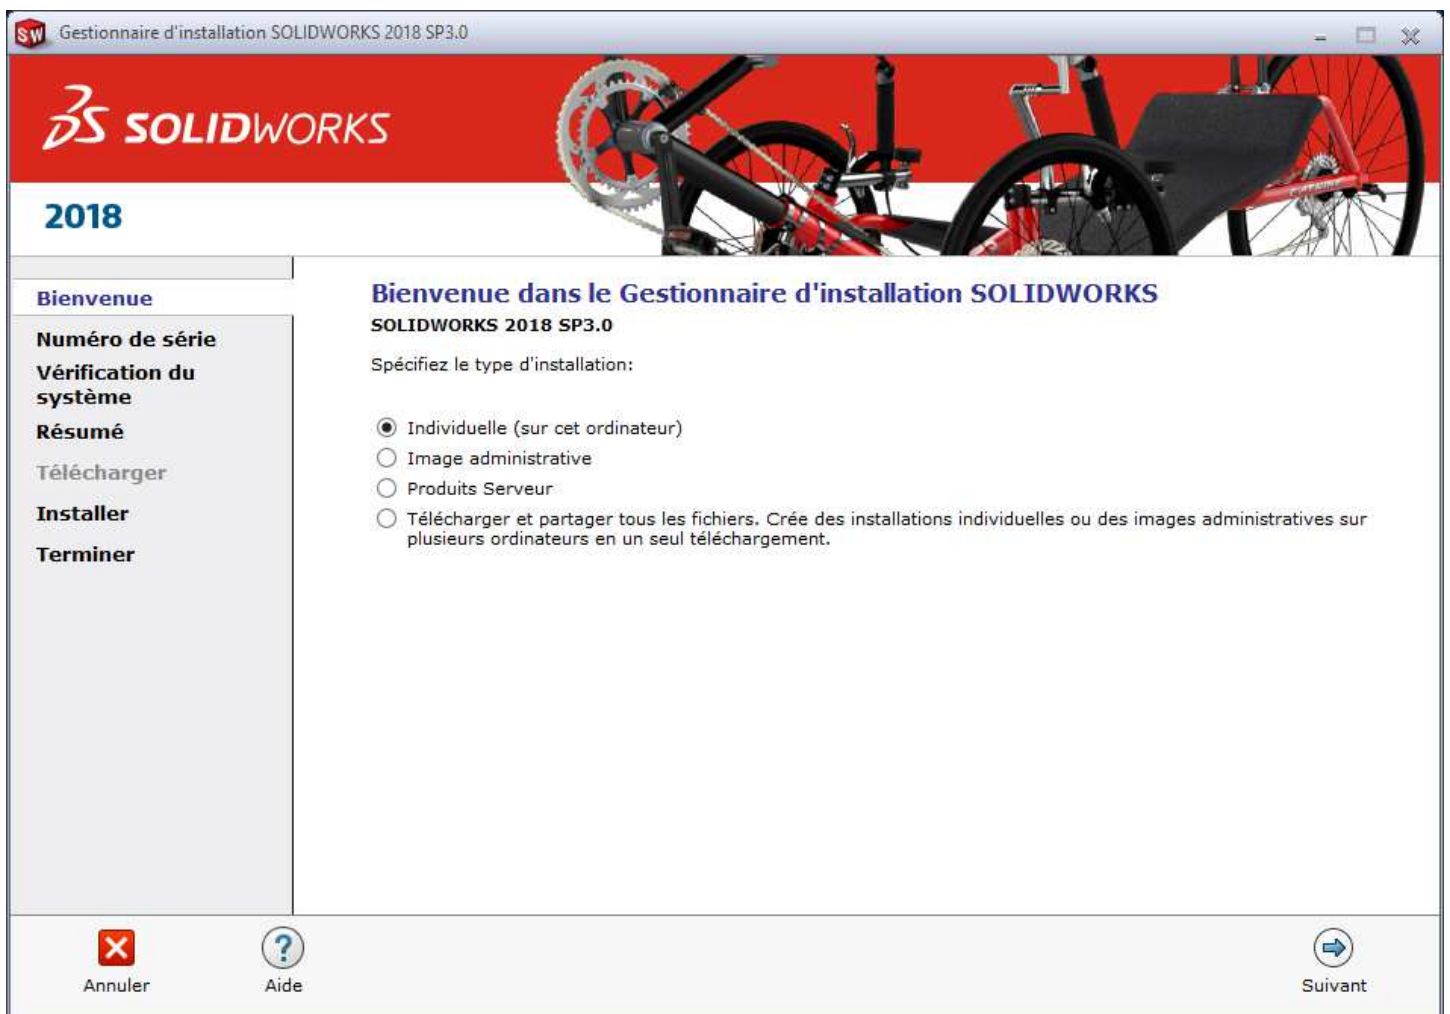 SW Gestionnaire d'installation SOLIDWORKS 2018 SP3.0
3S SOLIDWORKS
2018
Bienvenue
Numéro de série
Vérification du
système
Résumé
Télécharger
Installer
Terminer
Bienvenue dans le Gestionnaire d'installation SOLIDWORKS
SOLIDWORKS 2018 SP3.0
Spécifiez le type d'installation:
Individuelle (sur cet ordinateur)
Image administrative
Produits Serveur
Télécharger et partager tous les fichiers. Crée des installations individuelles ou des images administratives sur
plusieurs ordinateurs en un seul téléchargement.
Annuler
? Aide
Suivant